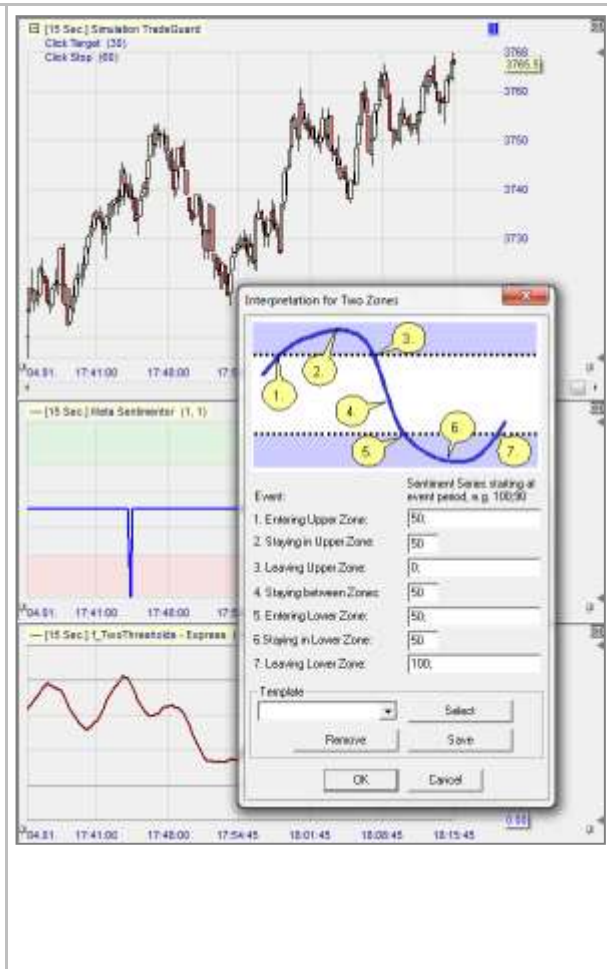 [15 Sec.] Simulation TradeGuard
Click Target (30)
Click Stop (60)
3768
3765.5
3760
3750
3740
3730
04.01. 17:41:00 17:48:00
Interpretation for Two Zones
1.
2.
3.
4.
5.
6.
7.
[15 Sec.] Meta Sentimentor (1, 1)
04.01. 17:41:00 17:48:00
Event:
Sentiment Series starting at
event period, e.g. 100;90
1. Entering Upper Zone: 50;
2. Staying in Upper Zone: 50
3. Leaving Upper Zone: 0;
4. Staying between Zones: 50
5. Entering Lower Zone: 50;
6.Staying in Lower Zone: 50
7. Leaving Lower Zone: 100;
Template
Select
Remove Save
OK Cancel
[15 Sec.] f_TwoThresholds - Express
0.00
04.01. 17:41:00 17:48:00 17:54:45 18:01:45 18:08:45 18:15:45